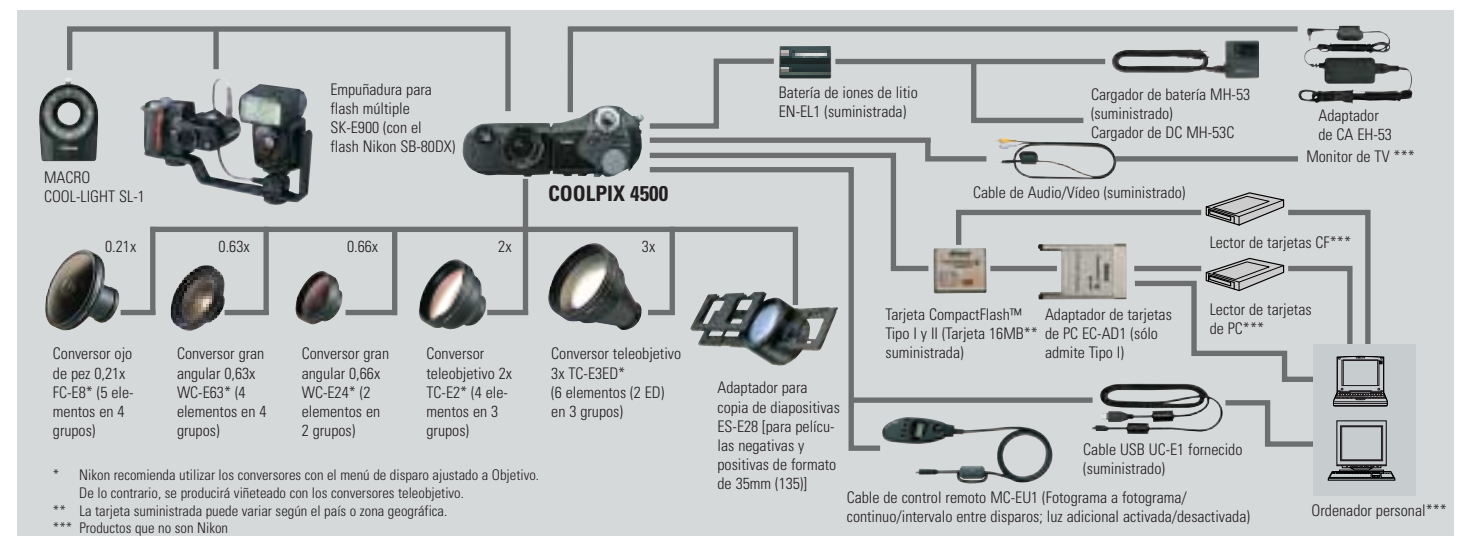 MACRO
COOL-LIGHT SL-1
Empuñadura para
flash múltiple
SK-E900 (con el
flash Nikon SB-80DX)
COOLPIX 4500
Batería de iones de litio
EN-EL1 (suministrada)
Cargador de batería MH-53
(suministrado)
Cargador de DC MH-53C
Adaptador
de CA EH-53
Monitor de TV ***
Cable de Audio/Vídeo (suministrado)
Lector de tarjetas CF***
Lector de tarjetas
de PC***
Tarjeta CompactFlash™
Tipo I y II (Tarjeta 16MB**
suministrada)
Adaptador de tarjetas
de PC EC-AD1 (sólo
admite Tipo I)
0.21x
0.63x
0.66x
2x
3x
Conversor ojo
de pez 0,21x
FC-E8* (5 ele-
mentos en 4
grupos)
Conversor gran
angular 0,63x
WC-E63* (4
elementos en 4
grupos)
Conversor gran
angular 0,66x
WC-E24* (2
elementos en
2 grupos)
Conversor
teleobjetivo 2x
TC-E2* (4 ele-
mentos en 3
grupos)
Conversor teleobjetivo
3x TC-E3ED*
(6 elementos (2 ED)
en 3 grupos)
Adaptador para
copia de diapositivas
ES-E28 [para pelícu-
las negativas y
positivas de formato
de 35mm (135)]
Cable USB UC-E1 fornecido
(suministrado)
Cable de control remoto MC-EU1 (Fotograma a fotograma/
continuo/intervalo entre disparos; luz adicional activada/desactivada)
Ordenador personal***
* Nikon recomienda utilizar los conversores con el menú de disparo ajustado a Objetivo.
De lo contrario, se producirá viñeteado con los conversores teleobjetivo.
** La tarjeta suministrada puede variar según el país o zona geográfica.
*** Productos que no son Nikon